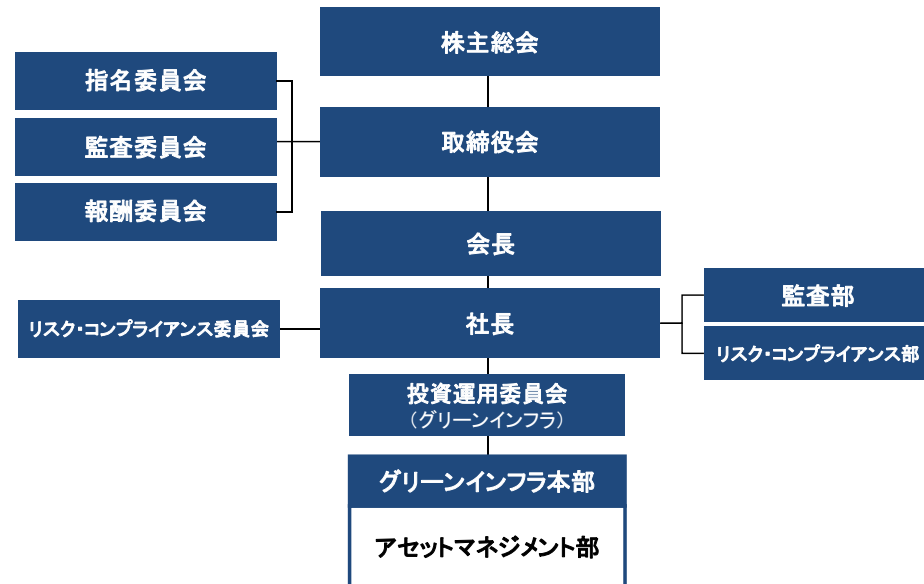 株主総会
指名委員会
監査委員会
報酬委員会
取締役会
会長
リスク・コンプライアンス委員会
社長
監査部
リスク・コンプライアンス部
投資運用委員会
（グリーンインフラ）
グリーンインフラ本部
アセットマネジメント部